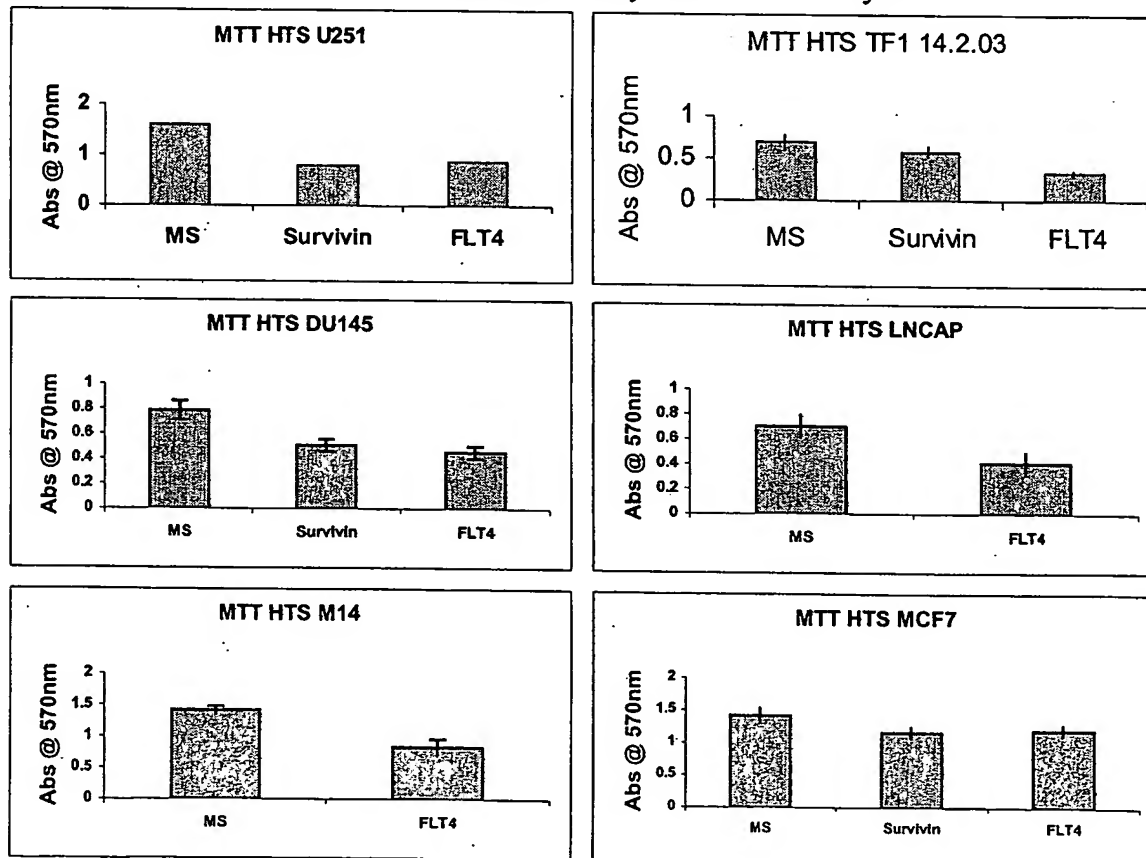 MTT HTS U251
Abs @ 570nm
2
1
0
MS Survivin FLT4
MTT HTS TF1 14.2.03
Abs @ 570nm
1
0.5
0
MS Survivin FLT4
MTT HTS DU145
Abs @ 570nm
1
0.8
0.6
0.4
0.2
0
MS Survivin FLT4
MTT HTS LNCAP
Abs @ 570nm
1
0.8
0.6
0.4
0.2
0
MS FLT4
MTT HTS M14
Abs @ 570nm
2
1.5
1
0.5
0
MS FLT4
MTT HTS MCF7
Abs @ 570nm
2
1.5
1
0.5
0
MS Survivin FLT4